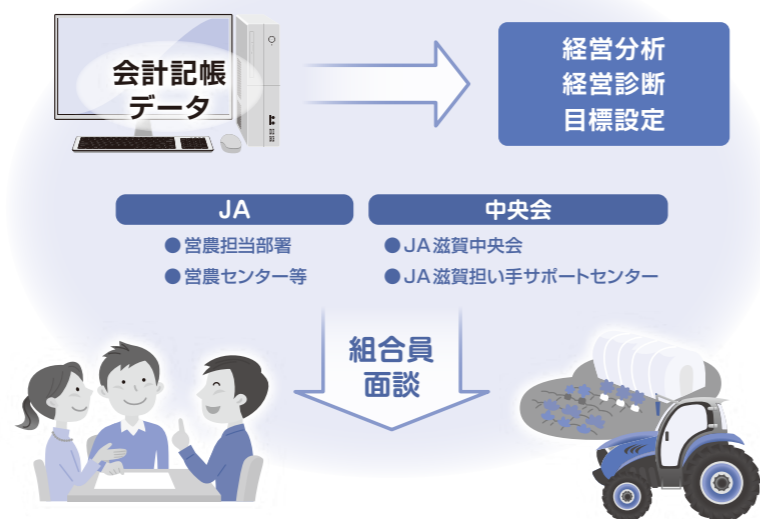 会計記帳
データ
経営分析
経営診断
目標設定
JA
●営農担当部署
●営農センター等
中央会
●JA滋賀中央会
●JA滋賀担い手サポートセンター
組合員
面談